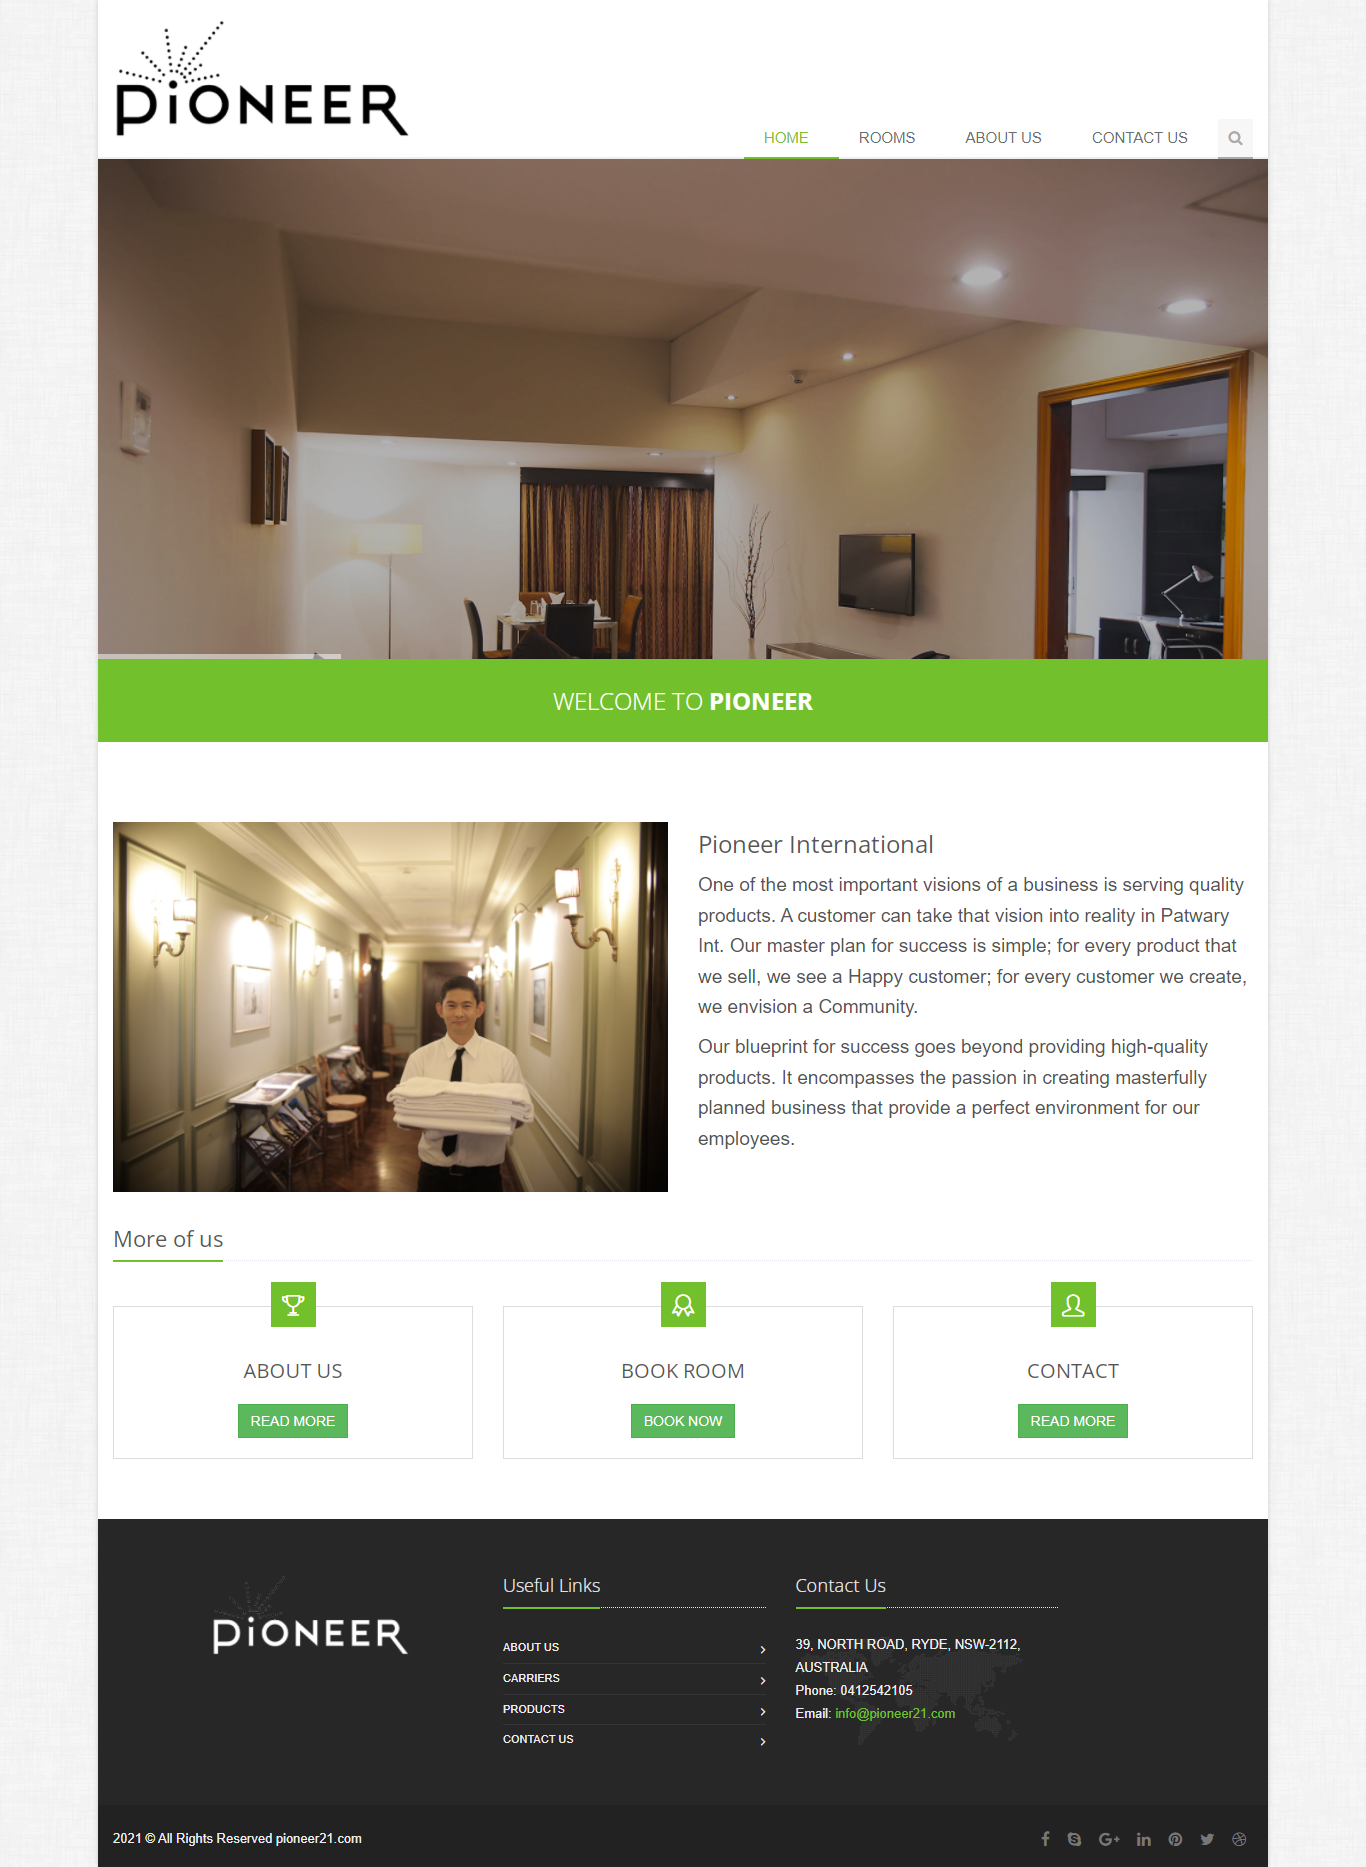 PiONEER
HOME
ROOMS
ABOUT US
CONTACT US
WELCOME TO PIONEER
Pioneer International
One of the most important visions of a business is serving quality
products. A customer can take that vision into reality in Patwary
Int. Our master plan for success is simple; for every product that
we sell, we see a Happy customer; for every customer we create,
we envision a Community.
Our blueprint for success goes beyond providing high-quality
products. It encompasses the passion in creating masterfully
planned business that provide a perfect environment for our
employees.
More of us
ABOUT US
READ MORE
BOOK ROOM
BOOK NOW
CONTACT
READ MORE
PiONEER
Useful Links
ABOUT US
CARRIERS
PRODUCTS
CONTACT US
Contact Us
39, NORTH ROAD, RYDE, NSW-2112,
AUSTRALIA
Phone: 0412542105
Email: info@pioneer21.com
2021 © All Rights Reserved pioneer21.com